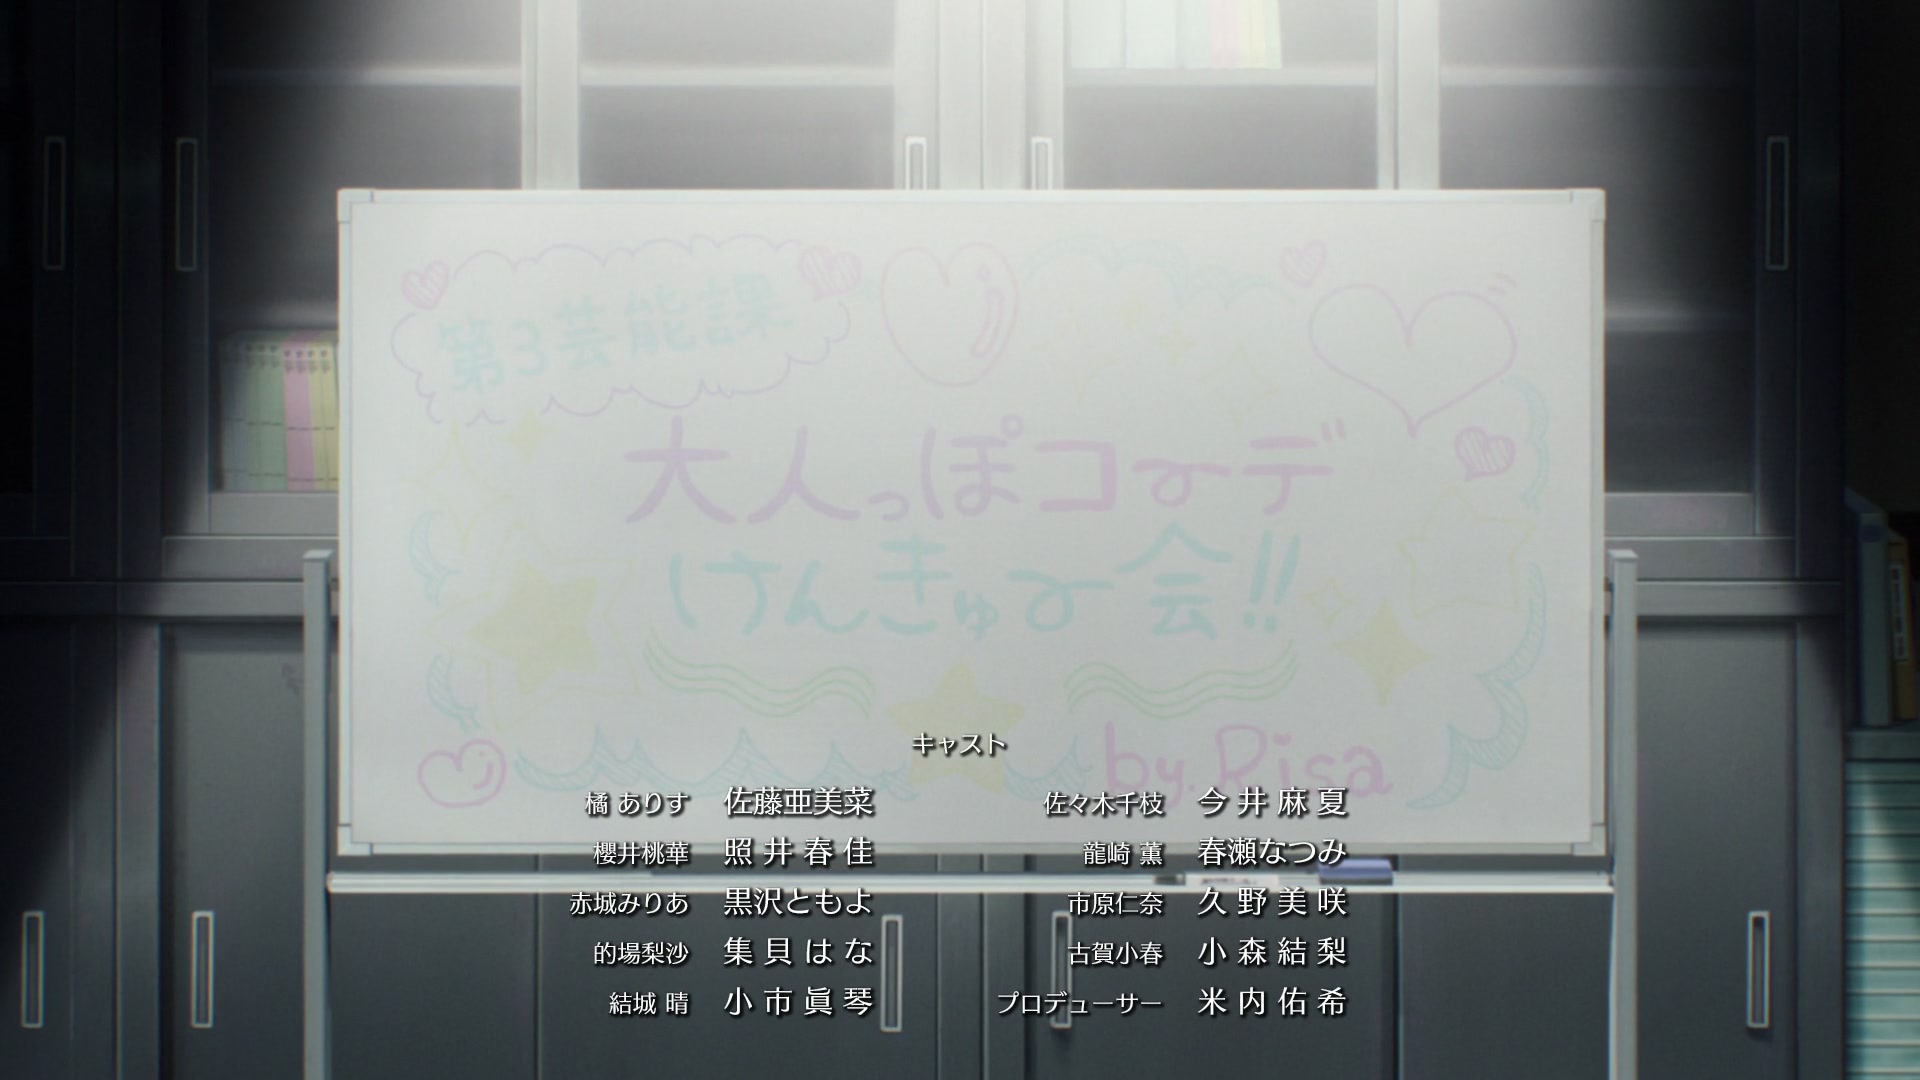 第3芸能課
大人っぽコーデ
けんきゅー会!!
by.Risa
キャスト
橘 ありす 佐藤亜美菜
櫻井桃華 照井春佳
赤城みりあ 黒沢ともよ
的場梨沙 集貝はな
結城 晴 小市眞琴
佐々木千枝 今井麻夏
龍崎 薫 春瀬なつみ
市原仁奈 久野美咲
古賀小春 小森結梨
プロデューサー 米内佑希